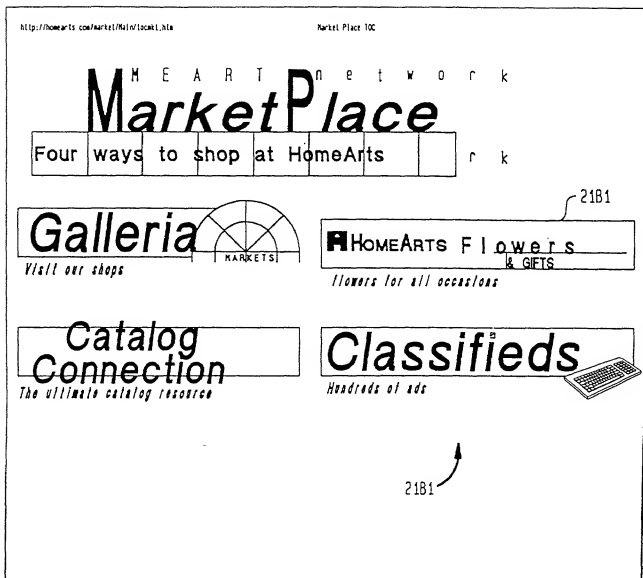 http://homearts com/market/Main/tocmkt.htm Market Place TOC
M E A R T n e t w o r k
MarketPlace
Four ways to shop at HomeArts r k
21B1
Galleria
MARKETS
Visit our shops
HOMEARTS Flowers
& GIFTS
flowers for all occasions
Catalog
Connection
The ultimate catalog resource
Classifieds
Hundreds of ads
21B1